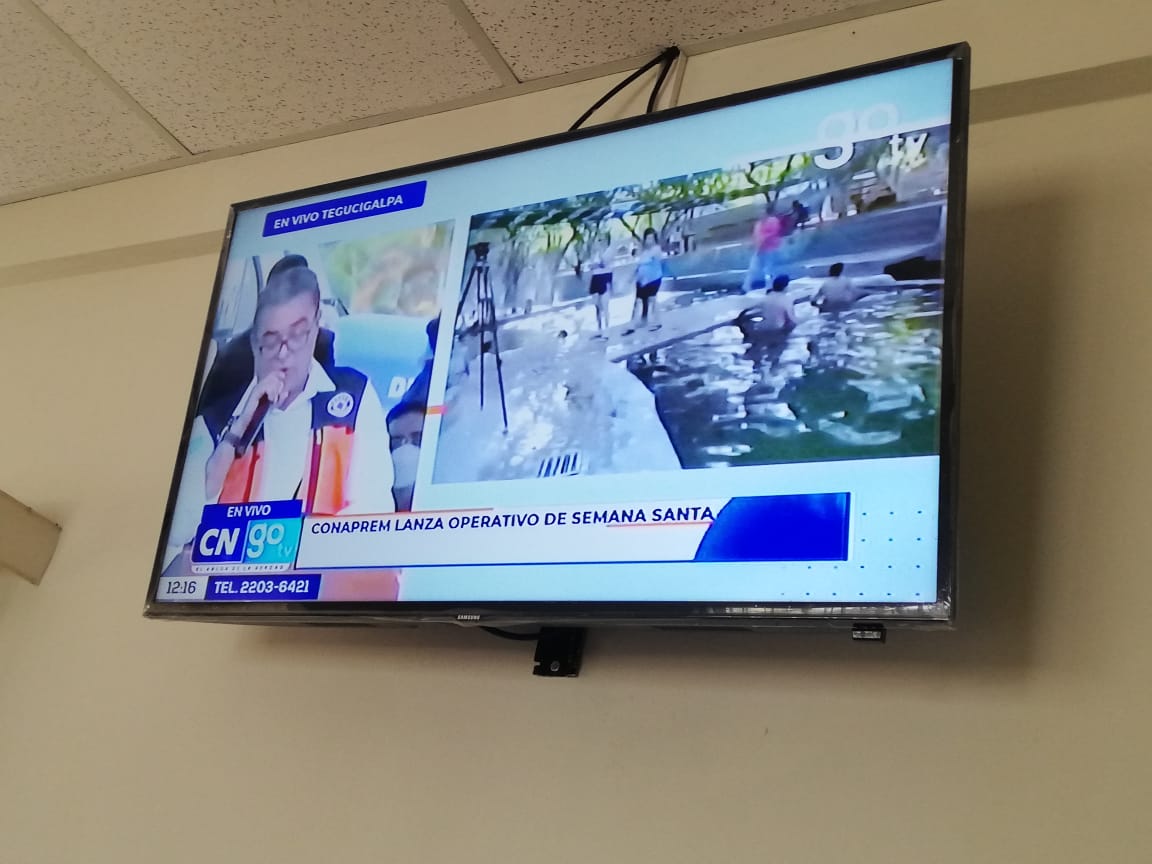 go
tv
EN VIVO TEGUCIGALPA
EN VIVO
CN go
tv
CONAPREM LANZA OPERATIVO DE SEMANA SANTA
12:16 TEL. 2203-6421
SAMSUNG